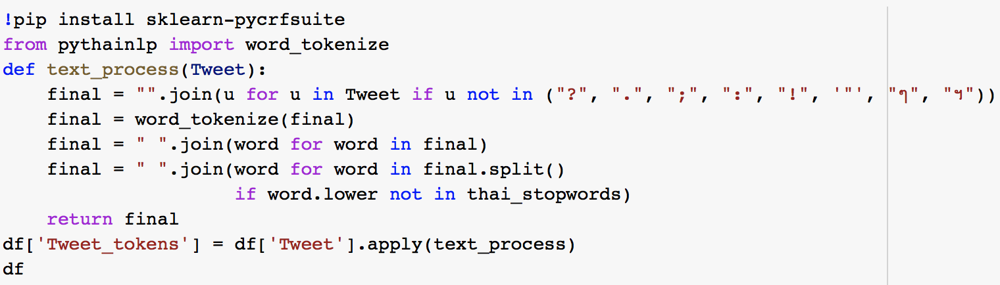 !pip install sklearn-pycrfsuite
from pythainlp import word_tokenize
def text_process(Tweet):
    final = "".join(u for u in Tweet if u not in ("?", ".", ";", ":", "!", '"', "ๆ", "ฯ"))
    final = word_tokenize(final)
    final = " ".join(word for word in final)
    final = " ".join(word for word in final.split()
                     if word.lower not in thai_stopwords)
    return final
df['Tweet_tokens'] = df['Tweet'].apply(text_process)
df